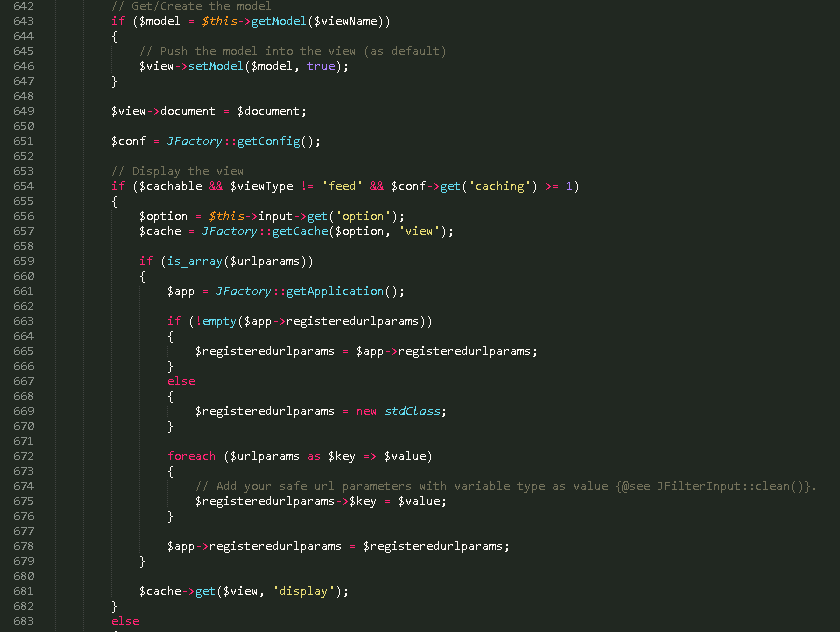 642 // Get/Create the model
643 if ($model = $this->getModel($viewName))
644 {
645 // Push the model into the view (as default)
646 $view->setModel($model, true);
647 }
648
649 $view->document = $document;
650
651 $conf = JFactory::getConfig();
652
653 // Display the view
654 if ($cachable && $viewType != 'feed' && $conf->get('caching') >= 1)
655 {
656 $option = $this->input->get('option');
657 $cache = JFactory::getCache($option, 'view');
658
659 if (is_array($urlparams))
660 {
661 $app = JFactory::getApplication();
662
663 if (!empty($app->registeredurlparams))
664 {
665 $registeredurlparams = $app->registeredurlparams;
666 }
667 else
668 {
669 $registeredurlparams = new stdClass;
670 }
671
672 foreach ($urlparams as $key => $value)
673 {
674 // Add your safe url parameters with variable type as value {@see JFilterInput::clean()}.
675 $registeredurlparams->$key = $value;
676 }
677
678 $app->registeredurlparams = $registeredurlparams;
679 }
680
681 $cache->get($view, 'display');
682 }
683 else